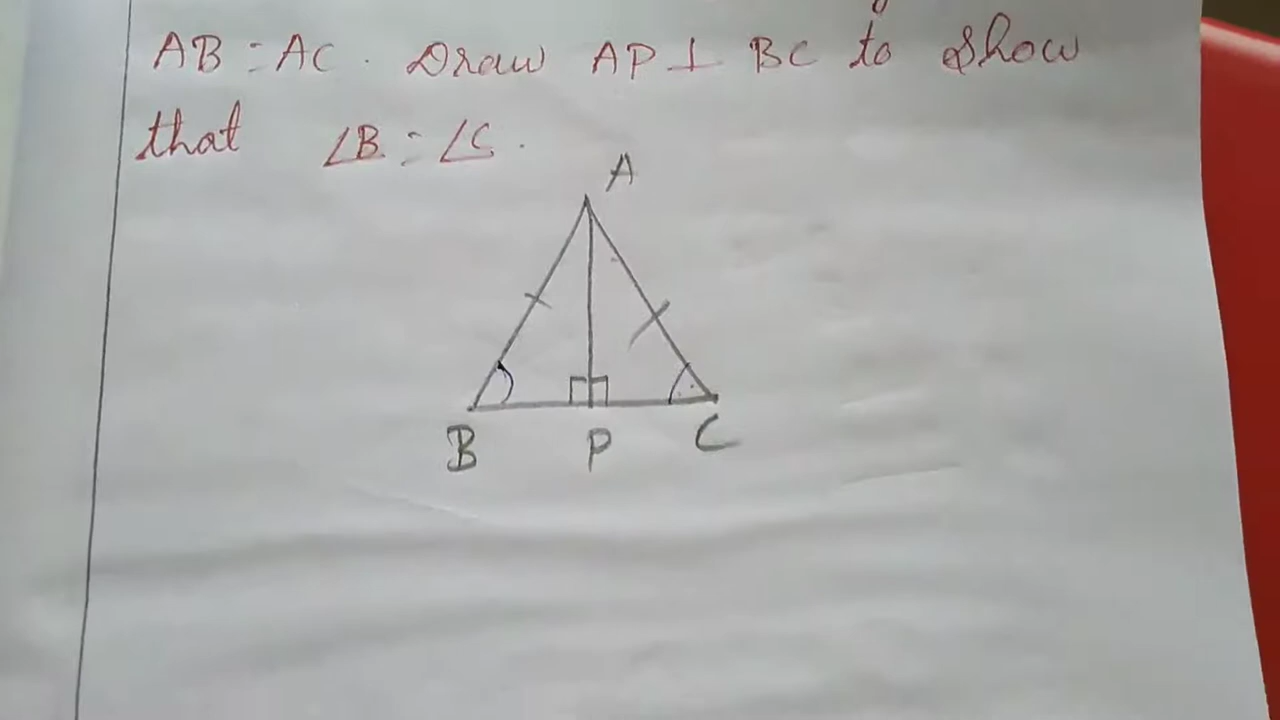 AB = AC. Draw AP ⊥ BC to show
that ∠B = ∠C.
A
B P C